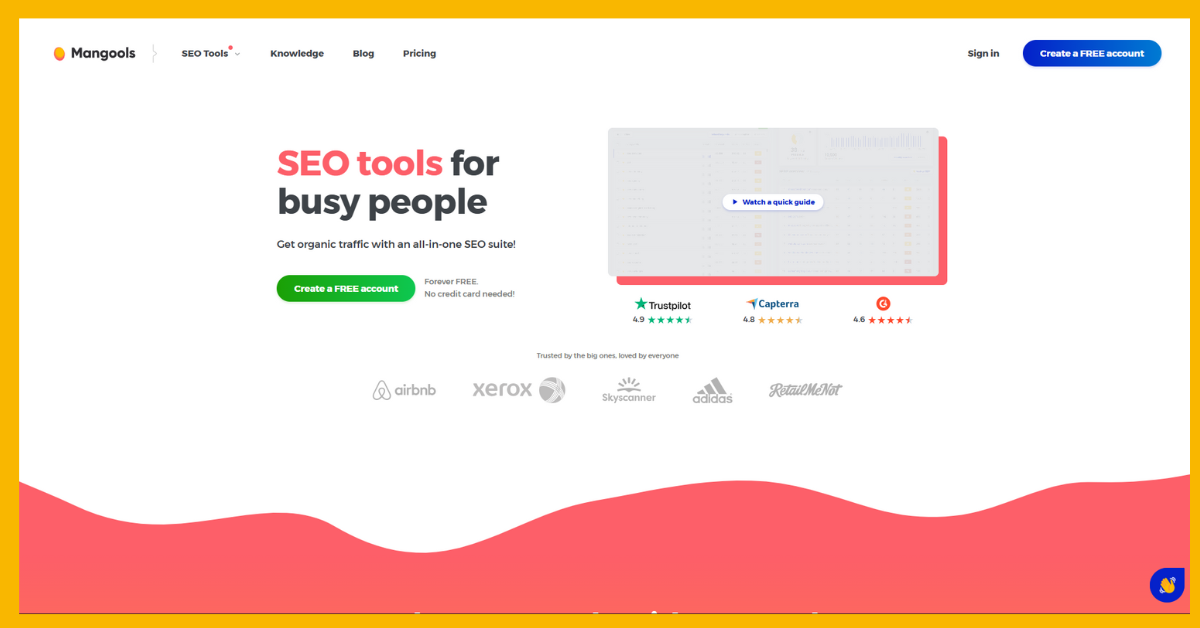 Mangools
SEO Tools
Knowledge
Blog
Pricing
Sign in
Create a FREE account
SEO tools for
busy people
Get organic traffic with an all-in-one SEO suite!
Create a FREE account
Forever FREE.
No credit card needed!
Watch a quick guide
Trustpilot
4.9
Capterra
4.8
G
4.6
Trusted by the big ones, loved by everyone
airbnb
xerox
Skyscanner
adidas
RetailMeNot